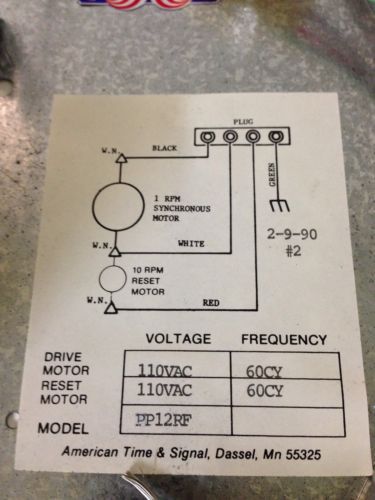 PLUG
W.N. BLACK
1 RPM
SYNCHRONOUS
MOTOR
GREEN
2-9-90
#2
W.N. WHITE
10 RPM
RESET
MOTOR
W.N. RED
VOLTAGE FREQUENCY
DRIVE
MOTOR 110VAC 60CY
RESET
MOTOR 110VAC 60CY
MODEL PP12RF
American Time & Signal, Dassel, Mn 55325